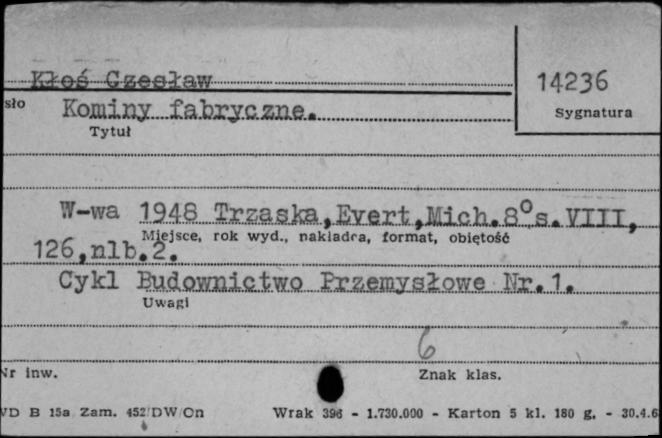 Kłoś Czesław
14236
sło Kominy fabryczne.
Sygnatura
Tytuł
W-wa 1948 Trzaska,Evert,Mich.8° s.VIII,
Miejsce, rok wyd., nakładca, format, objętość
126,nlb.2.
Cykl Budownictwo Przemysłowe Nr.1.
Uwagi
6
Nr inw.
Znak klas.
WD B 15a Zam. 452/DW/Cn Wrak 396 - 1.730.000 - Karton 5 kl. 180 g. - 30.4.6